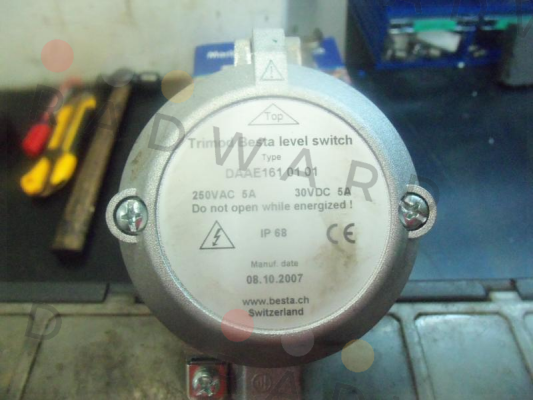 Top
Trimod Besta level switch
Type
DAAE161 01 01
250VAC 5A 30VDC 5A
Do not open while energized !
IP 68 CE
Manuf. date
08.10.2007
www.besta.ch
Switzerland